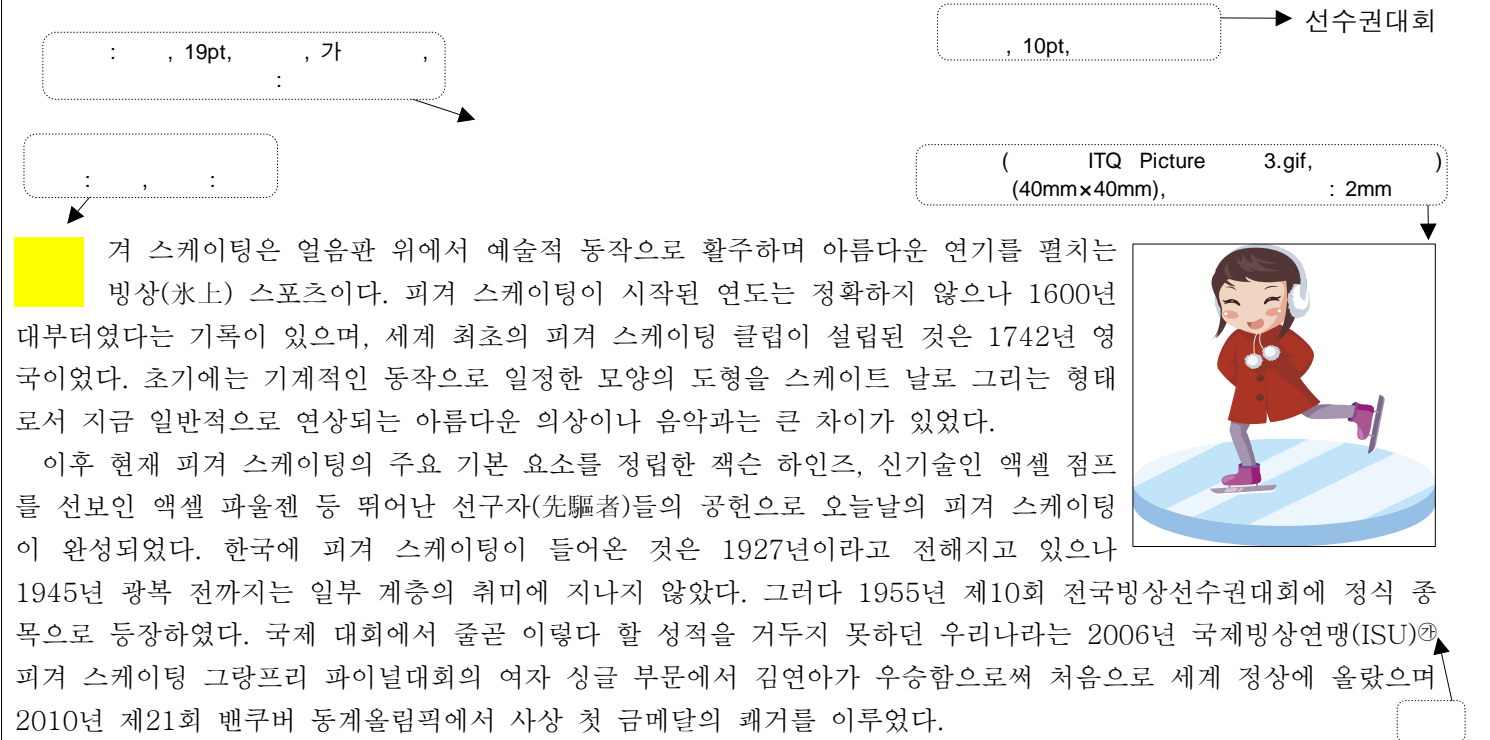 선수권대회
, 10pt,
: , 19pt, , 가 ,
:
: , :
( ITQ Picture 3.gif, )
(40mm×40mm), : 2mm
겨 스케이팅은 얼음판 위에서 예술적 동작으로 활주하며 아름다운 연기를 펼치는
빙상(氷上) 스포츠이다. 피겨 스케이팅이 시작된 연도는 정확하지 않으나 1600년
대부터였다는 기록이 있으며, 세계 최초의 피겨 스케이팅 클럽이 설립된 것은 1742년 영
국이었다. 초기에는 기계적인 동작으로 일정한 모양의 도형을 스케이트 날로 그리는 형태
로서 지금 일반적으로 연상되는 아름다운 의상이나 음악과는 큰 차이가 있었다.
이후 현재 피겨 스케이팅의 주요 기본 요소를 정립한 잭슨 하인즈, 신기술인 액셀 점프
를 선보인 액셀 파울젠 등 뛰어난 선구자(先驅者)들의 공헌으로 오늘날의 피겨 스케이팅
이 완성되었다. 한국에 피겨 스케이팅이 들어온 것은 1927년이라고 전해지고 있으나
1945년 광복 전까지는 일부 계층의 취미에 지나지 않았다. 그러다 1955년 제10회 전국빙상선수권대회에 정식 종
목으로 등장하였다. 국제 대회에서 줄곧 이렇다 할 성적을 거두지 못하던 우리나라는 2006년 국제빙상연맹(ISU)㉮
피겨 스케이팅 그랑프리 파이널대회의 여자 싱글 부문에서 김연아가 우승함으로써 처음으로 세계 정상에 올랐으며
2010년 제21회 밴쿠버 동계올림픽에서 사상 첫 금메달의 쾌거를 이루었다.